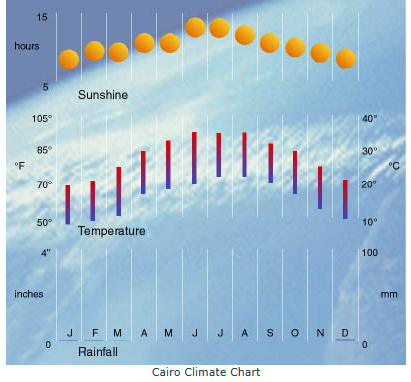 15
hours
5
Sunshine
105° 40°
85° 30°
°F °C
70° 20°
50° 10°
Temperature
4" 100
inches mm
J F M A M J J A S O N D
0 0
Rainfall
Cairo Climate Chart